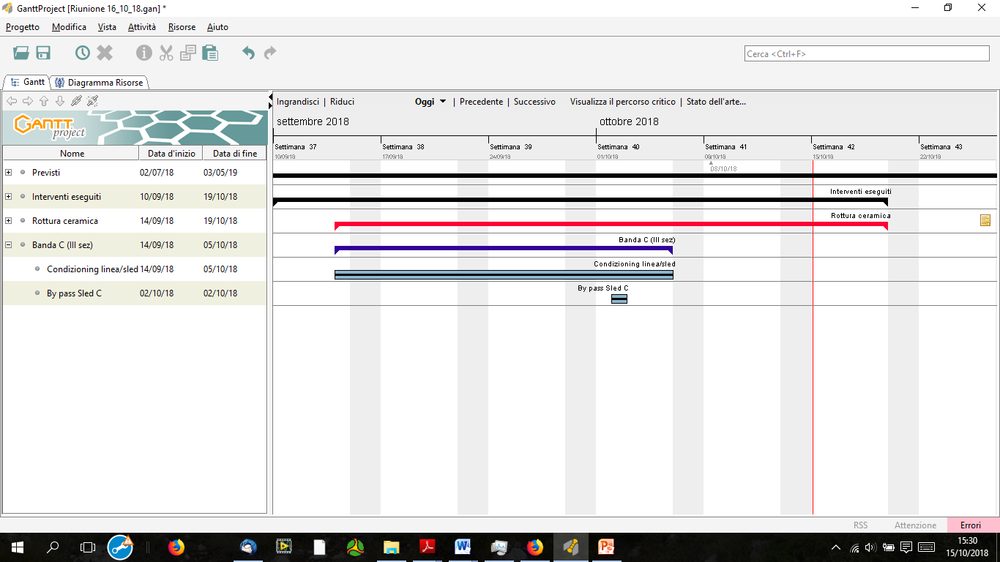 GanttProject [Riunione 16_10_18.gan] *
Progetto Modifica Vista Attività Risorse Aiuto
Cerca <Ctrl+F>
Gantt Diagramma Risorse
Ingrandisci | Riduci Oggi | Precedente | Successivo Visualizza il percorso critico | Stato dell'arte...
GANTT project
settembre 2018 ottobre 2018
Settimana 37 Settimana 38 Settimana 39 Settimana 40 Settimana 41 Settimana 42 Settimana 43
10/09/18 17/09/18 24/09/18 01/10/18 08/10/18 15/10/18 22/10/18
Nome Data d'inizio Data di fine
08/10/18
Previsti 02/07/18 03/05/19
Interventi eseguiti
Interventi eseguiti 10/09/18 19/10/18
Rottura ceramica
Rottura ceramica 14/09/18 19/10/18
Banda C (III sez)
Banda C (III sez) 14/09/18 05/10/18
Condizioning linea/sled
Condizioning linea/sled 14/09/18 05/10/18
By pass Sled C
By pass Sled C 02/10/18 02/10/18
RSS Attenzione Errori
15:30
15/10/2018